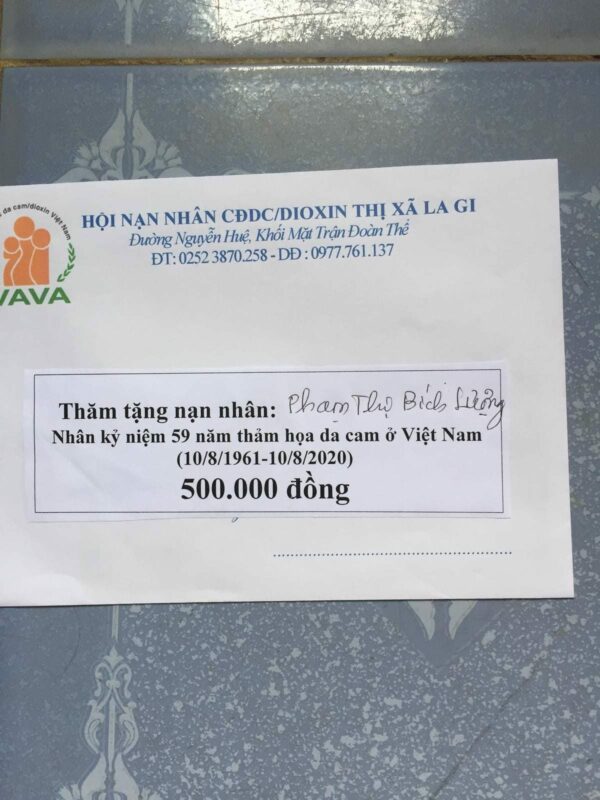 da cam/dioxin Việt Nam
VAVA
HỘI NẠN NHÂN CĐDC/DIOXIN THỊ XÃ LA GI
Đường Nguyễn Huệ, Khối Mặt Trận Đoàn Thể
ĐT: 0252 3870.258 - DĐ : 0977.761.137
Thăm tặng nạn nhân: Phạm Thị Bích Lượng
Nhân kỷ niệm 59 năm thảm họa da cam ở Việt Nam
(10/8/1961-10/8/2020)
500.000 đồng